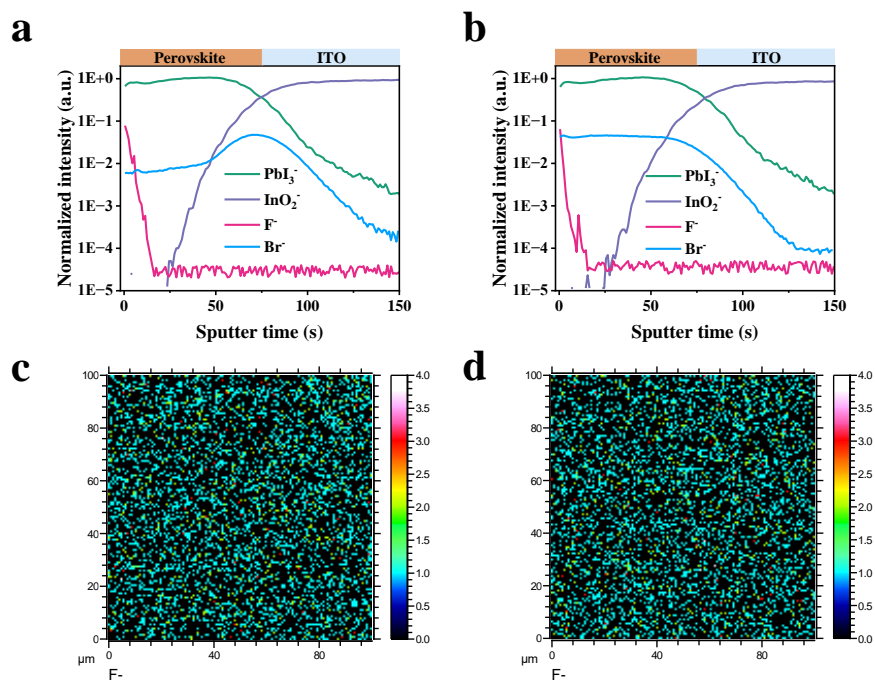 a
Perovskite ITO
1E+0
1E−1
1E−2
1E−3
1E−4
1E−5
Normalized intensity (a.u.)
PbI₃⁻
InO₂⁻
F⁻
Br⁻
0 50 100 150
Sputter time (s)
b
Perovskite ITO
1E+0
1E−1
1E−2
1E−3
1E−4
1E−5
Normalized intensity (a.u.)
PbI₃⁻
InO₂⁻
F⁻
Br⁻
0 50 100 150
Sputter time (s)
c
100
80
60
40
20
0
µm
0 40 80
F-
4.0
3.5
3.0
2.5
2.0
1.5
1.0
0.5
0.0
d
100
80
60
40
20
0
µm
0 40 80
F-
4.0
3.5
3.0
2.5
2.0
1.5
1.0
0.5
0.0